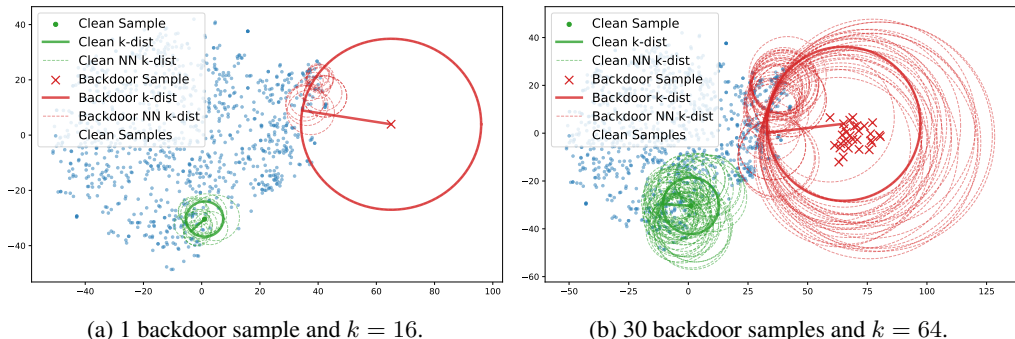 Clean Sample
Clean k-dist
Clean NN k-dist
Backdoor Sample
Backdoor k-dist
Backdoor NN k-dist
Clean Samples
40
20
0
−20
−40
−40 −20 0 20 40 60 80 100
(a) 1 backdoor sample and k = 16.
Clean Sample
Clean k-dist
Clean NN k-dist
Backdoor Sample
Backdoor k-dist
Backdoor NN k-dist
Clean Samples
40
20
0
−20
−40
−60
−50 −25 0 25 50 75 100 125
(b) 30 backdoor samples and k = 64.